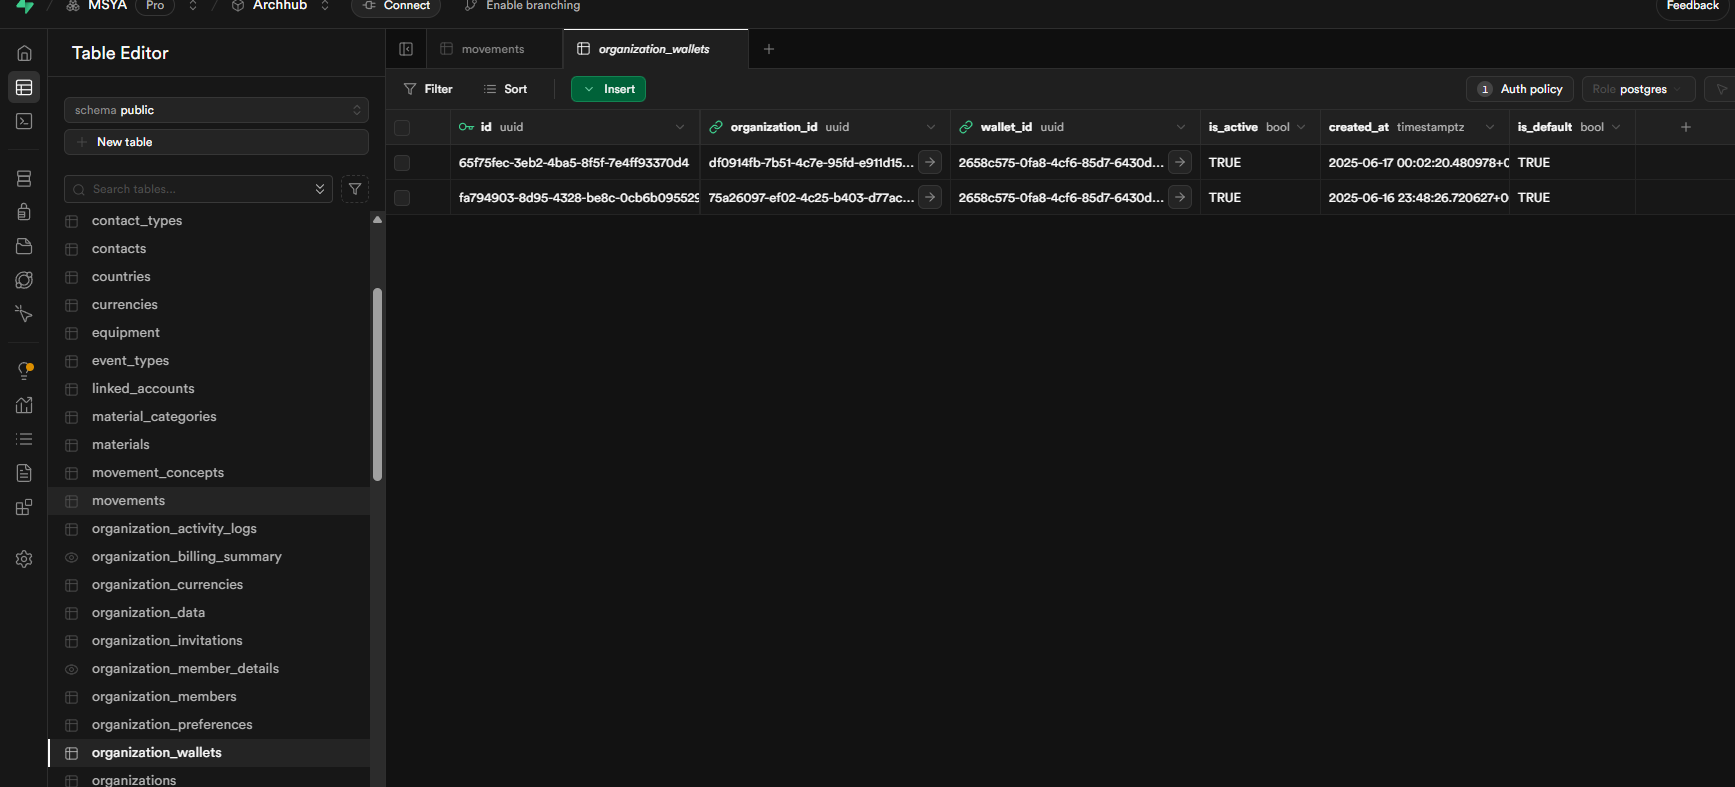 MSYA Pro Archhub Connect Enable branching Feedback
Table Editor
movements organization_wallets
Filter Sort Insert 1 Auth policy Role postgres
schema public
New table
Search tables...
id uuid organization_id uuid wallet_id uuid is_active bool created_at timestamptz is_default bool
65f75fec-3eb2-4ba5-8f5f-7e4ff93370d4 df0914fb-7b51-4c7e-95fd-e911d15... 2658c575-0fa8-4cf6-85d7-6430d... TRUE 2025-06-17 00:02:20.480978+0 TRUE
fa794903-8d95-4328-be8c-0cb6b095529 75a26097-ef02-4c25-b403-d77ac... 2658c575-0fa8-4cf6-85d7-6430d... TRUE 2025-06-16 23:48:26.720627+0 TRUE
contact_types
contacts
countries
currencies
equipment
event_types
linked_accounts
material_categories
materials
movement_concepts
movements
organization_activity_logs
organization_billing_summary
organization_currencies
organization_data
organization_invitations
organization_member_details
organization_members
organization_preferences
organization_wallets
organizations